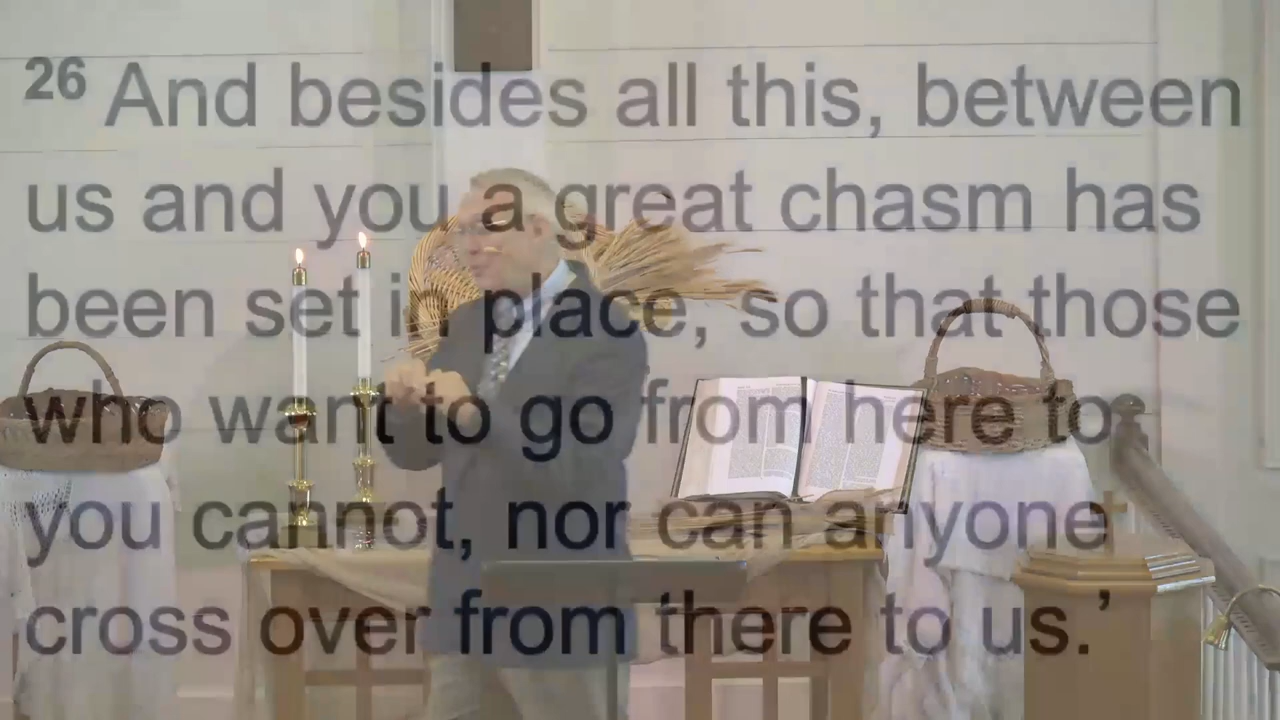 26 And besides all this, between
us and you a great chasm has
been set in place, so that those
who want to go from here to
you cannot, nor can anyone
cross over from there to us.’